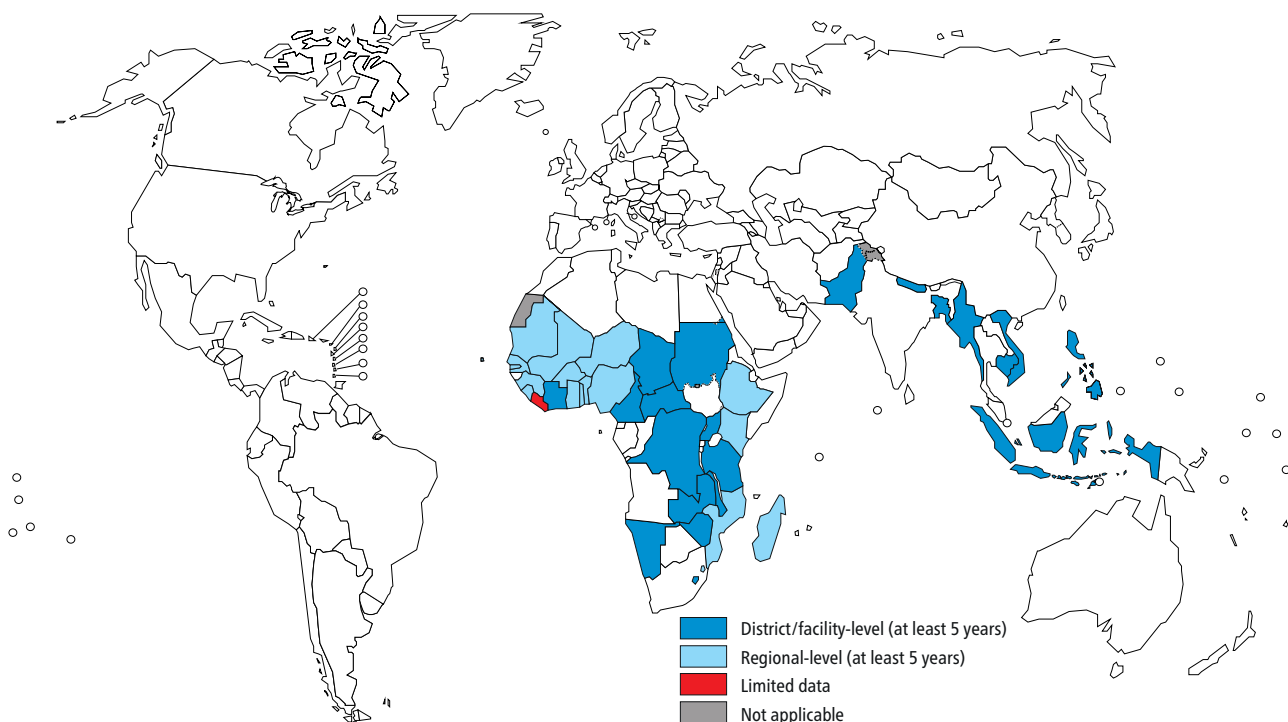 District/facility-level (at least 5 years)
Regional-level (at least 5 years)
Limited data
Not applicable